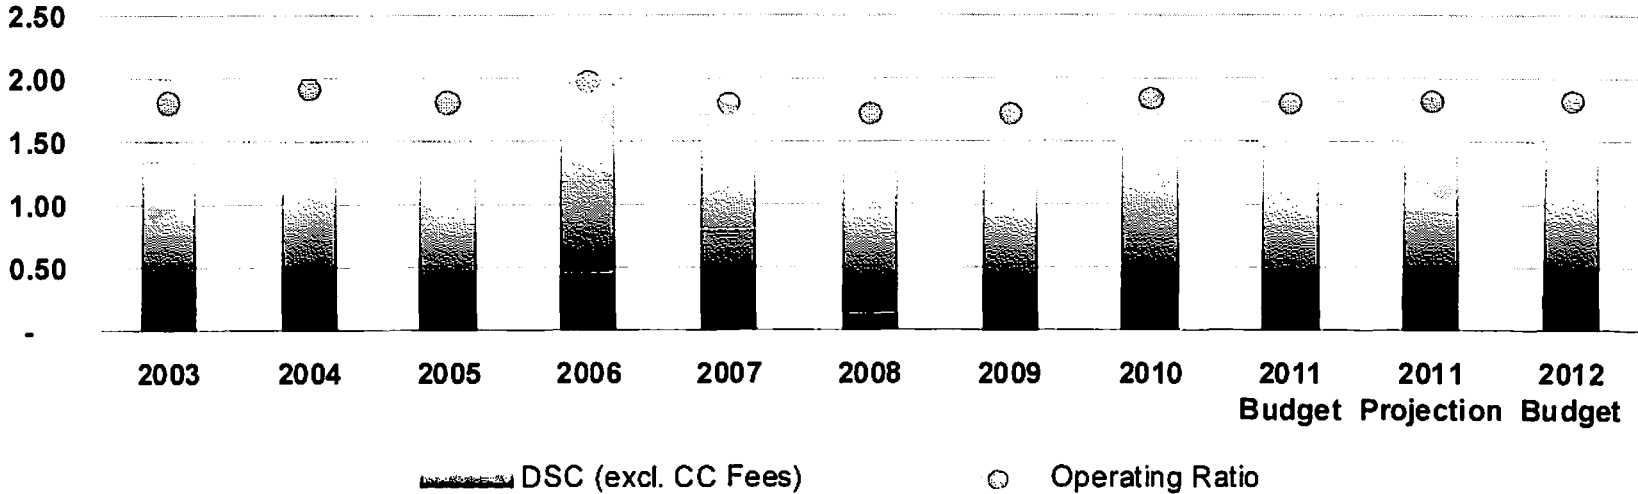 2.50
2.00
1.50
1.00
0.50
-
2003 2004 2005 2006 2007 2008 2009 2010 2011 2011 2012
Budget Projection Budget
DSC (excl. CC Fees) Operating Ratio